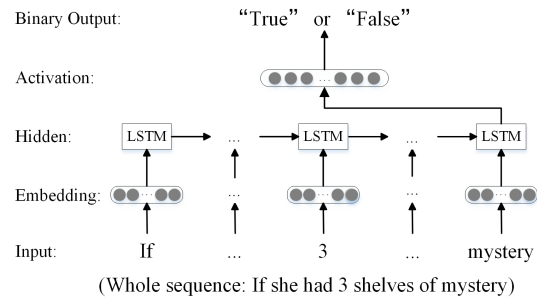 Binary Output: “True” or “False”
Activation: ...
Hidden: LSTM ... LSTM ... LSTM
Embedding: ... ... ... ... ...
Input: If ... 3 ... mystery
(Whole sequence: If she had 3 shelves of mystery)